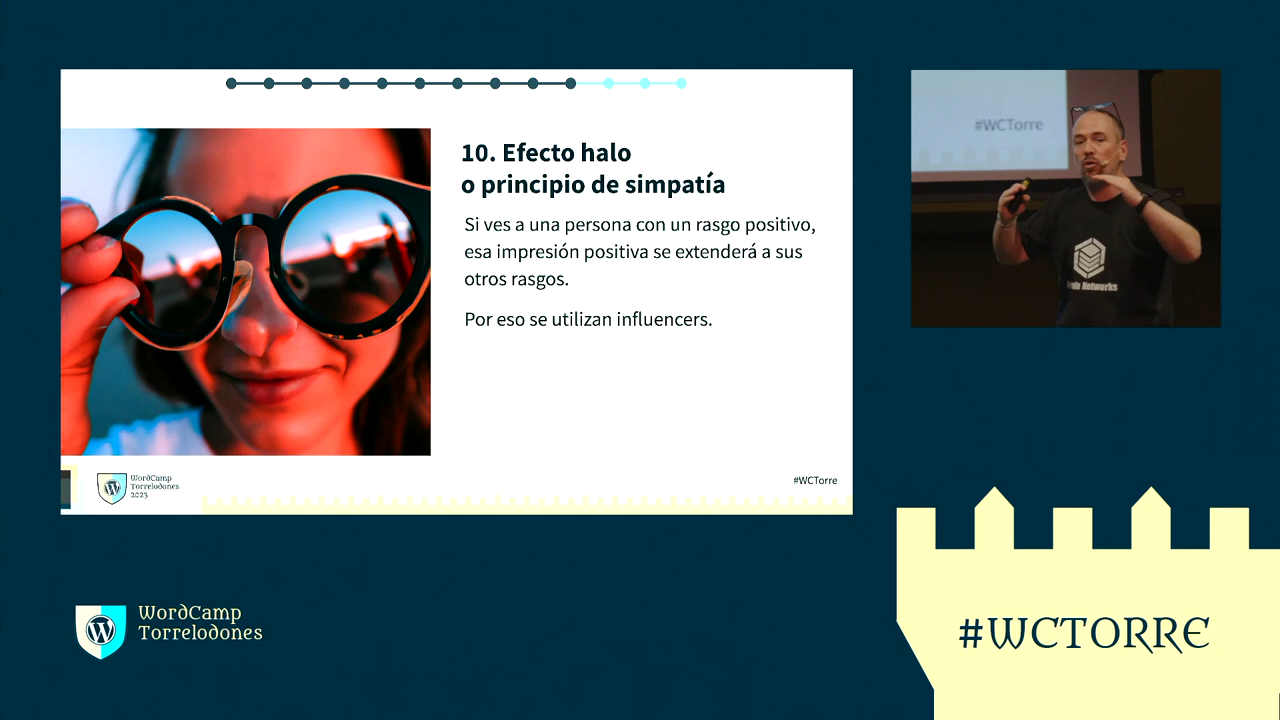 10. Efecto halo
o principio de simpatía
Si ves a una persona con un rasgo positivo,
esa impresión positiva se extenderá a sus
otros rasgos.
Por eso se utilizan influencers.
WordCamp
Torrelodones
2023
#WCTorre
#WCTorre
Networks
WordCamp
Torrelodones
#WCTORRE